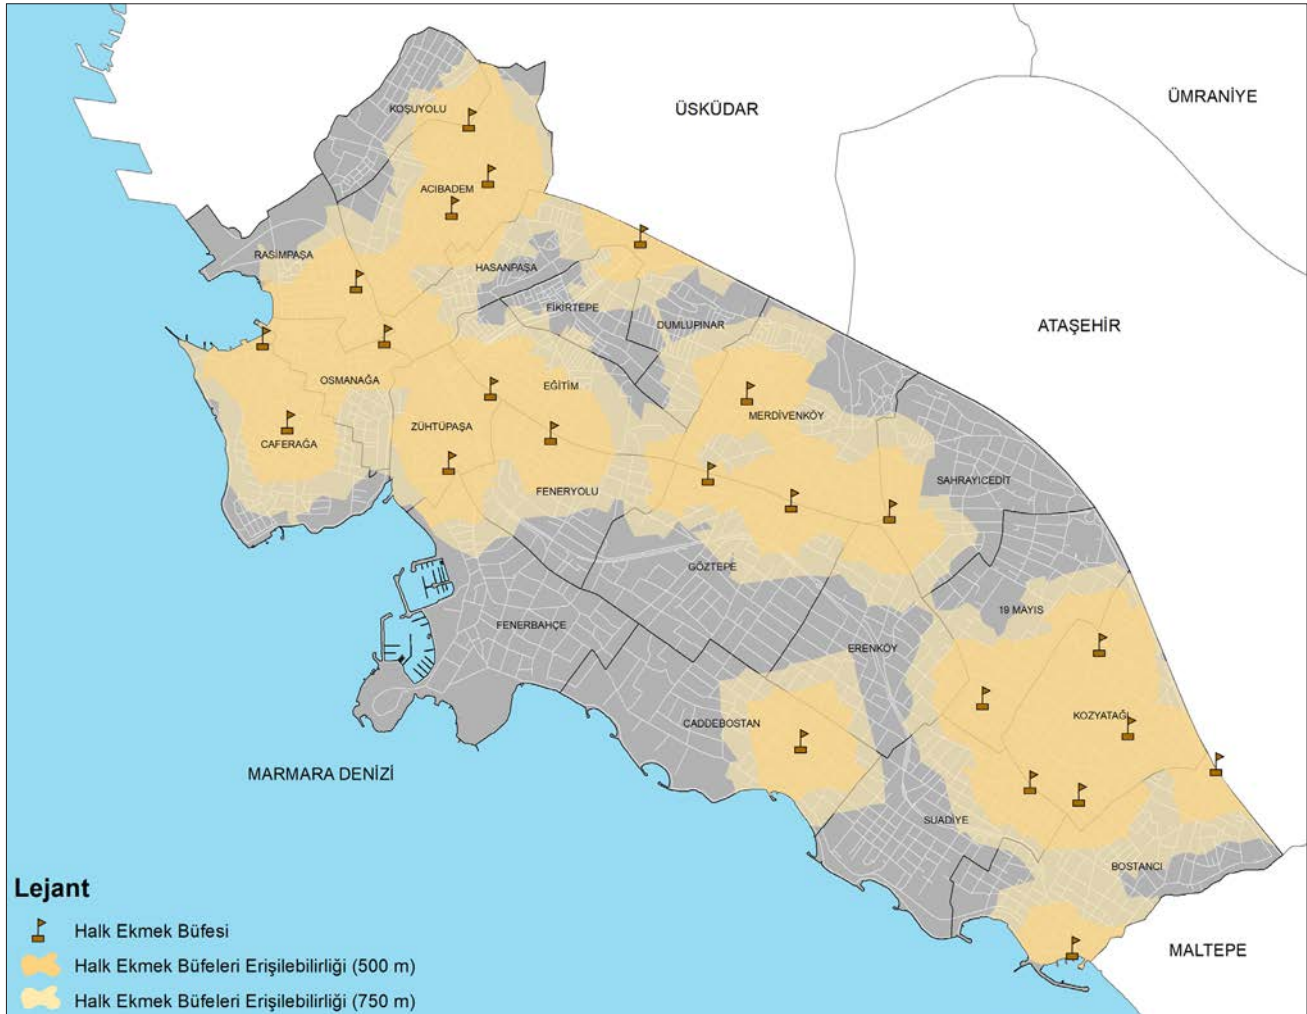 ÜMRANİYE
ÜSKÜDAR
KOŞUYOLU
ACIBADEM
RASİMPAŞA
HASANPAŞA
FİKİRTEPE
DUMLUPINAR
ATAŞEHİR
OSMANAĞA
EĞİTİM
MERDİVENKÖY
ZÜHTÜPAŞA
CAFERAĞA
SAHRAYICEDİT
FENERYOLU
GÖZTEPE
19 MAYIS
FENERBAHÇE
ERENKÖY
KOZYATAĞI
CADDEBOSTAN
MARMARA DENİZİ
SUADİYE
BOSTANCI
MALTEPE
Lejant
Halk Ekmek Büfesi
Halk Ekmek Büfeleri Erişilebilirliği (500 m)
Halk Ekmek Büfeleri Erişilebilirliği (750 m)